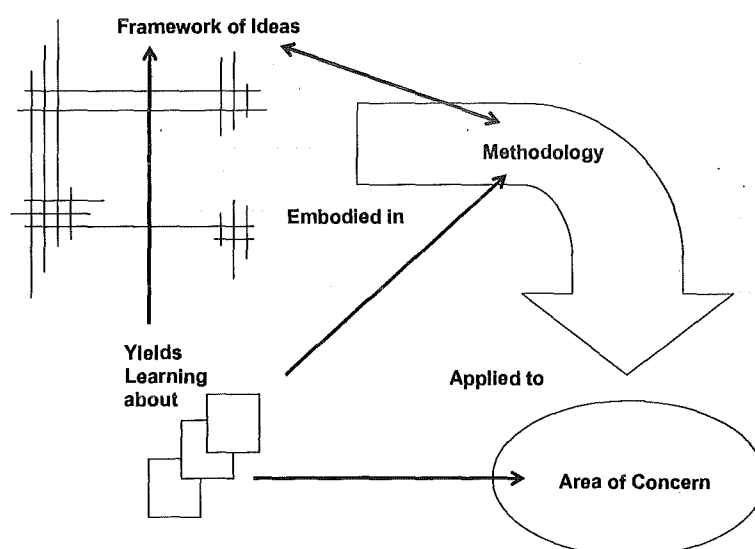 Framework of Ideas
Methodology
Embodied in
Yields
Learning
about
Applied to
Area of Concern